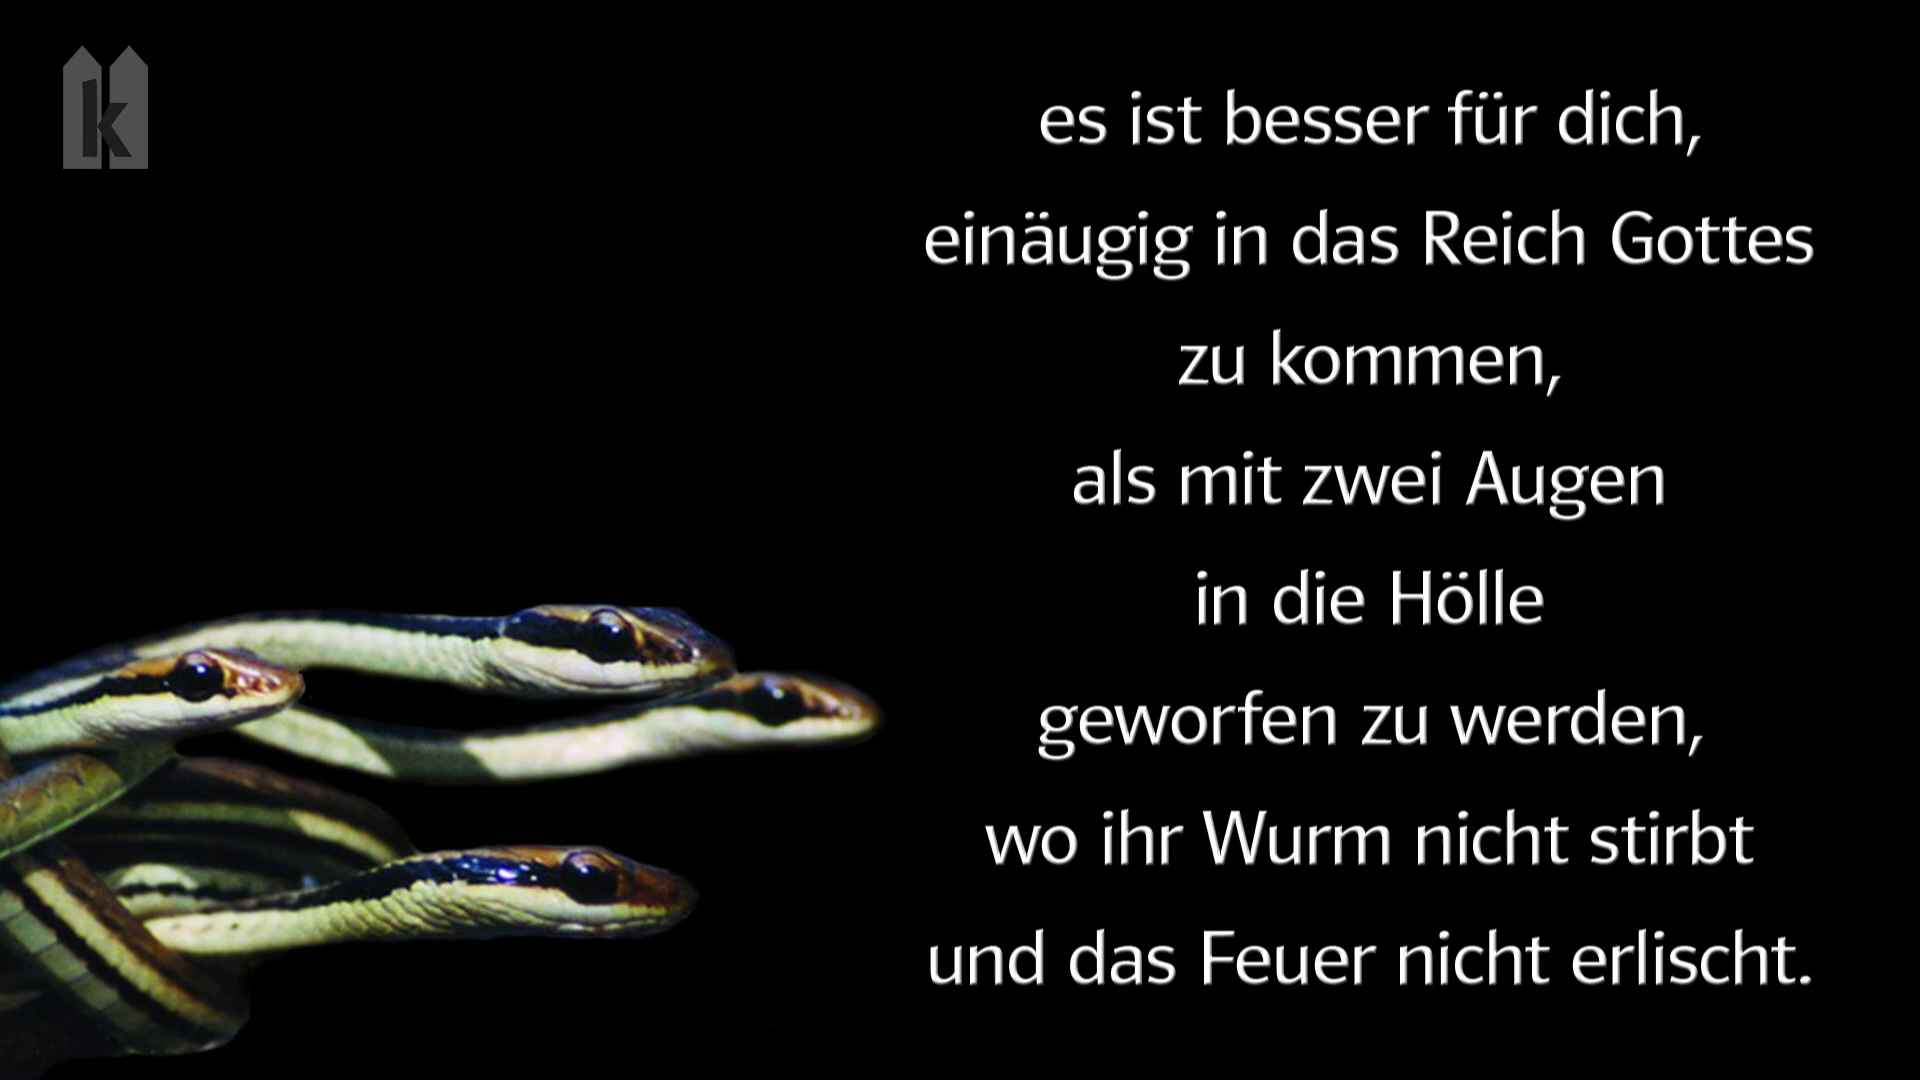 k
es ist besser für dich,
einäugig in das Reich Gottes
zu kommen,
als mit zwei Augen
in die Hölle
geworfen zu werden,
wo ihr Wurm nicht stirbt
und das Feuer nicht erlischt.